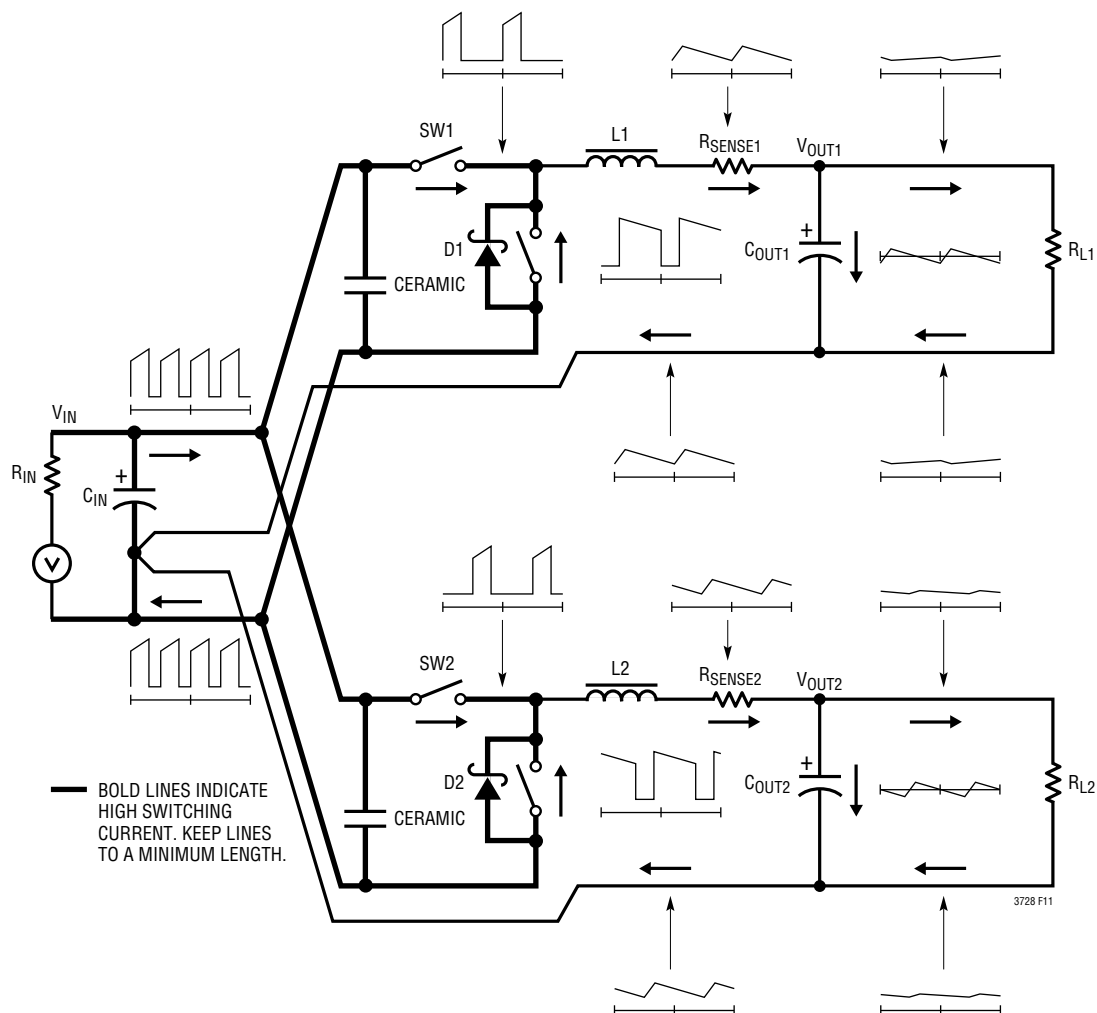 SW1
L1
RSENSE1
VOUT1
D1
CERAMIC
+
COUT1
RL1
VIN
RIN
+
CIN
V
SW2
L2
RSENSE2
VOUT2
D2
CERAMIC
+
COUT2
RL2
BOLD LINES INDICATE
HIGH SWITCHING
CURRENT. KEEP LINES
TO A MINIMUM LENGTH.
3728 F11